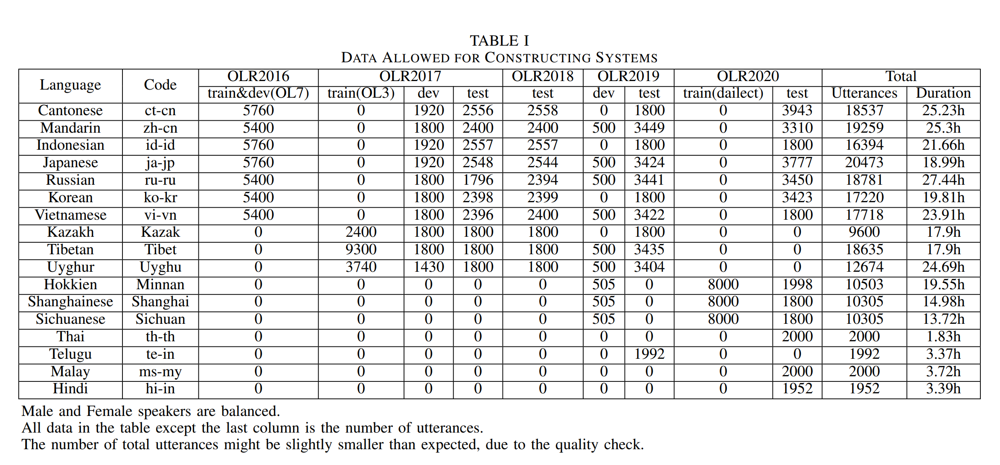 TABLE I
DATA ALLOWED FOR CONSTRUCTING SYSTEMS
Language Code OLR2016 OLR2017 OLR2018 OLR2019 OLR2020 Total
train&dev(OL7) train(OL3) dev test test dev test train(dailect) test Utterances Duration
Cantonese ct-cn 5760 0 1920 2556 2558 0 1800 0 3943 18537 25.23h
Mandarin zh-cn 5400 0 1800 2400 2400 500 3449 0 3310 19259 25.3h
Indonesian id-id 5760 0 1920 2557 2557 0 1800 0 1800 16394 21.66h
Japanese ja-jp 5760 0 1920 2548 2544 500 3424 0 3777 20473 18.99h
Russian ru-ru 5400 0 1800 1796 2394 500 3441 0 3450 18781 27.44h
Korean ko-kr 5400 0 1800 2398 2399 0 1800 0 3423 17220 19.81h
Vietnamese vi-vn 5400 0 1800 2396 2400 500 3422 0 1800 17718 23.91h
Kazakh Kazak 0 2400 1800 1800 1800 0 1800 0 0 9600 17.9h
Tibetan Tibet 0 9300 1800 1800 1800 500 3435 0 0 18635 17.9h
Uyghur Uyghu 0 3740 1430 1800 1800 500 3404 0 0 12674 24.69h
Hokkien Minnan 0 0 0 0 0 505 0 8000 1998 10503 19.55h
Shanghainese Shanghai 0 0 0 0 0 505 0 8000 1800 10305 14.98h
Sichuanese Sichuan 0 0 0 0 0 505 0 8000 1800 10305 13.72h
Thai th-th 0 0 0 0 0 0 0 0 2000 2000 1.83h
Telugu te-in 0 0 0 0 0 0 1992 0 0 1992 3.37h
Malay ms-my 0 0 0 0 0 0 0 0 2000 2000 3.72h
Hindi hi-in 0 0 0 0 0 0 0 0 1952 1952 3.39h
Male and Female speakers are balanced.
All data in the table except the last column is the number of utterances.
The number of total utterances might be slightly smaller than expected, due to the quality check.